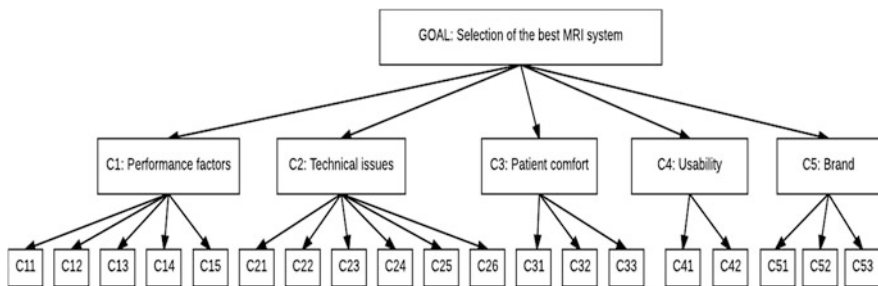 GOAL: Selection of the best MRI system
C1: Performance factors
C2: Technical issues
C3: Patient comfort
C4: Usability
C5: Brand
C11
C12
C13
C14
C15
C21
C22
C23
C24
C25
C26
C31
C32
C33
C41
C42
C51
C52
C53